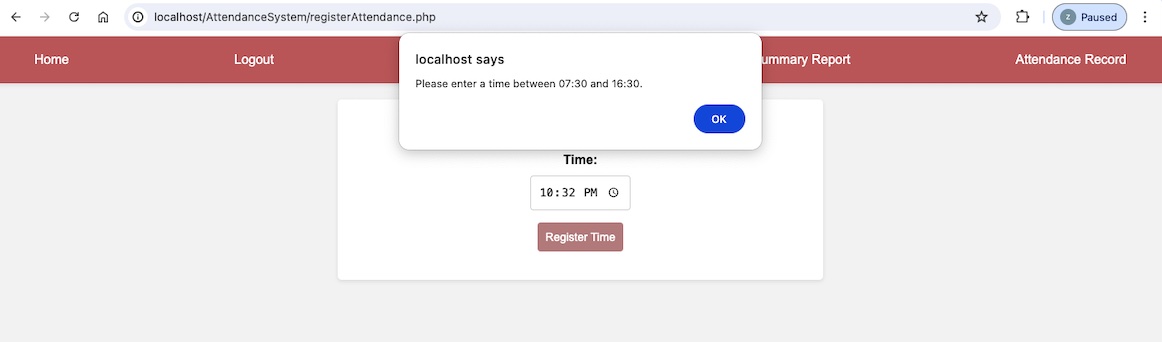 localhost/AttendanceSystem/registerAttendance.php
z Paused
Home Logout ummary Report Attendance Record
localhost says
Please enter a time between 07:30 and 16:30.
OK
Time:
10:32 PM
Register Time